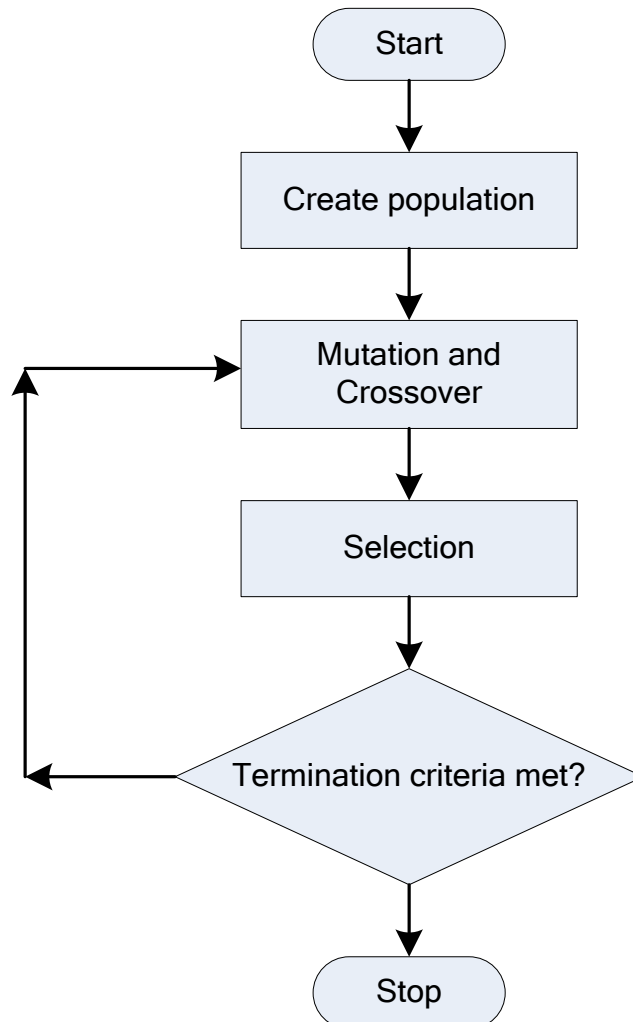 Start
Create population
Mutation and
Crossover
Selection
Termination criteria met?
Stop